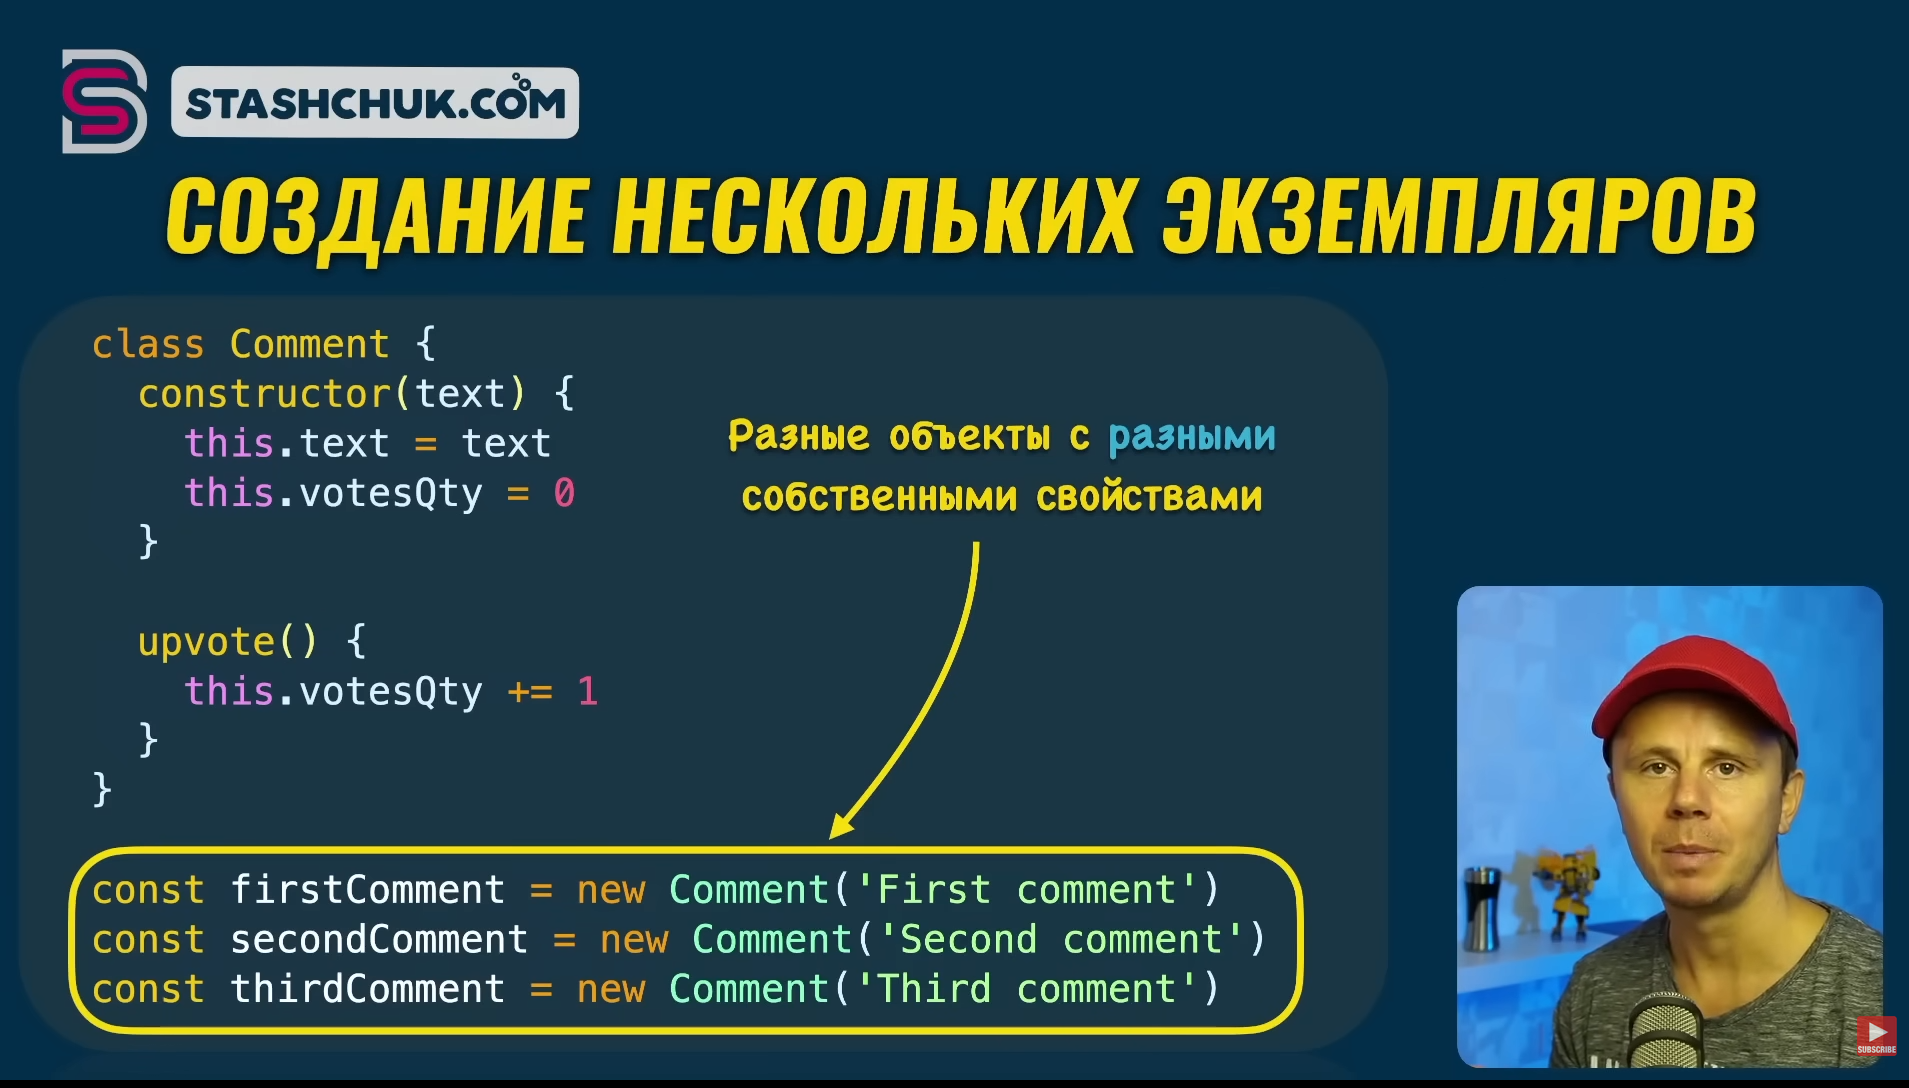 STASHCHUK.COM
СОЗДАНИЕ НЕСКОЛЬКИХ ЭКЗЕМПЛЯРОВ
class Comment {
constructor(text) {
this.text = text
this.votesQty = 0
}
upvote() {
this.votesQty += 1
}
}
Разные объекты с разными
собственными свойствами
const firstComment = new Comment('First comment')
const secondComment = new Comment('Second comment')
const thirdComment = new Comment('Third comment')
SUBSCRIBE